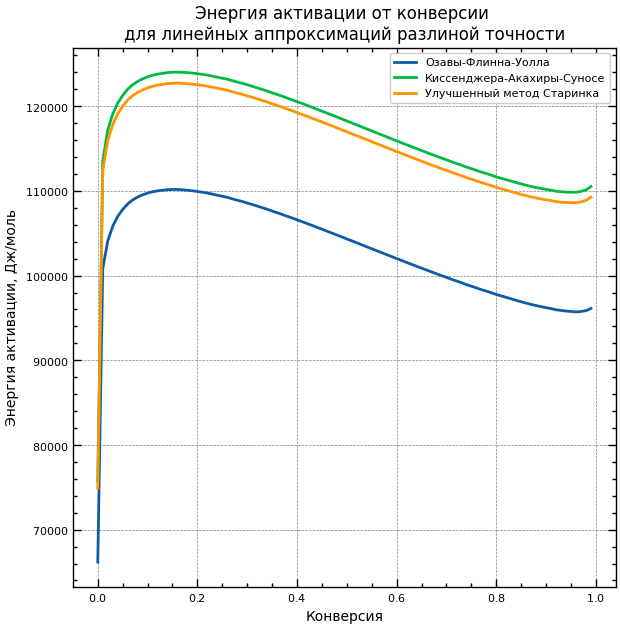 Энергия активации от конверсии
для линейных аппроксимаций разлиной точности
Озавы-Флинна-Уолла
Киссенджера-Акахиры-Суносе
Улучшенный метод Старинка
Энергия активации, Дж/моль
120000
110000
100000
90000
80000
70000
0.0 0.2 0.4 0.6 0.8 1.0
Конверсия